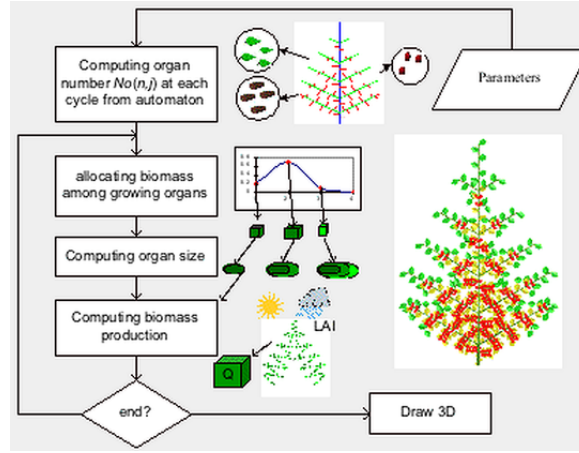 Computing organ
number No(n,j) at each
cycle from automaton
Parameters
allocating biomass
among growing organs
Computing organ size
Computing biomass
production
LAI
Q
end?
Draw 3D